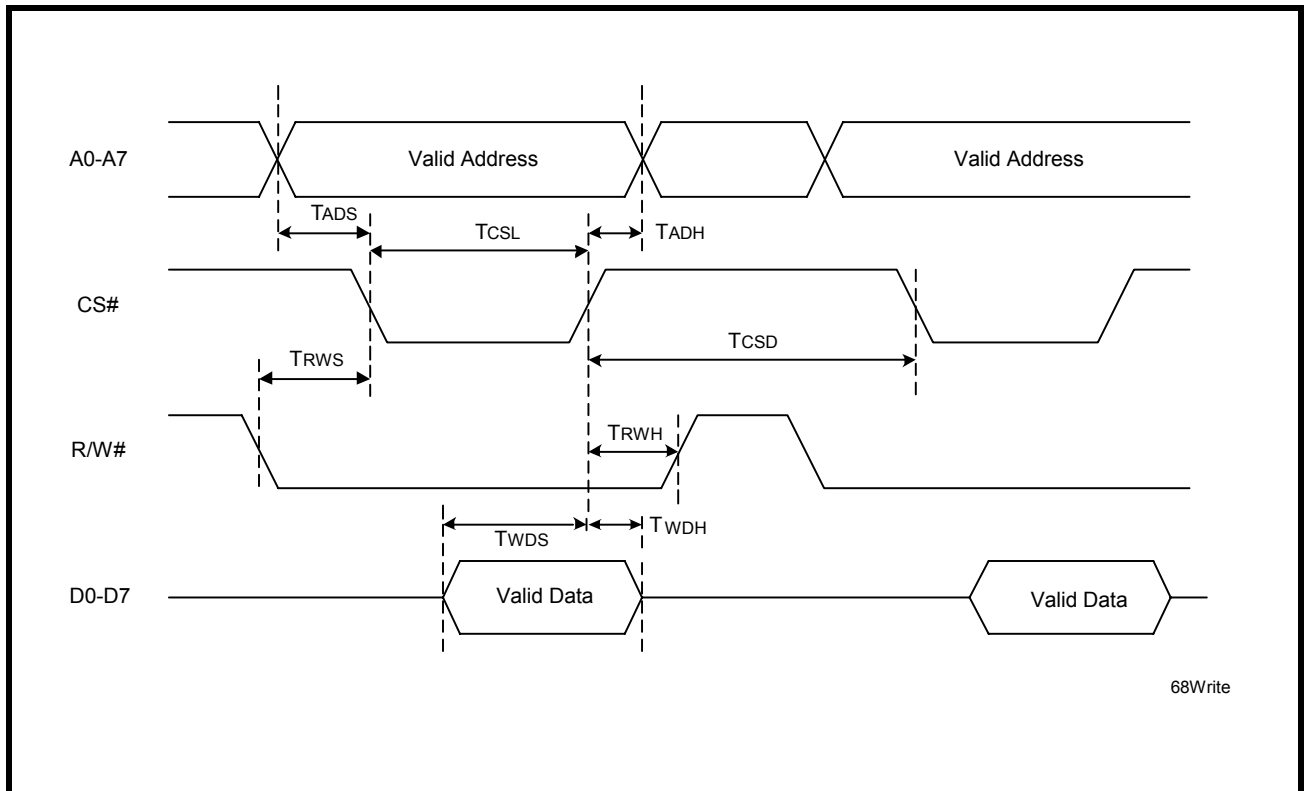 A0-A7
Valid Address
Valid Address
TADS
TCSL
TADH
CS#
TCSD
TRWS
R/W#
TRWH
TWDS
TWDH
D0-D7
Valid Data
Valid Data
68Write